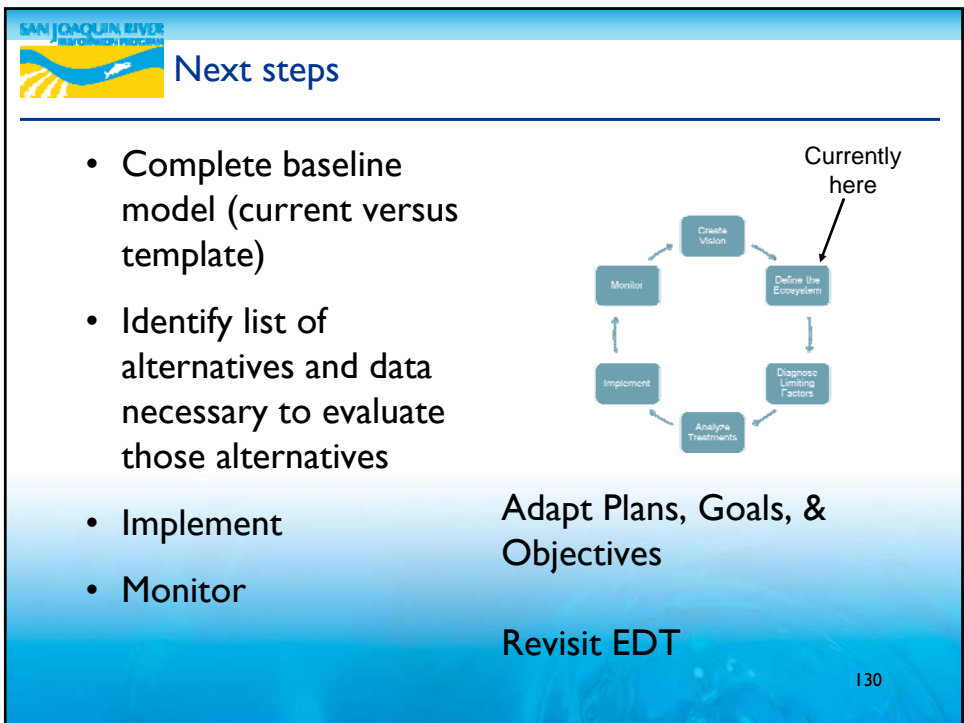 SAN JOAQUIN RIVER
RESTORATION PROGRAM
Next steps
• Complete baseline
model (current versus
template)
• Identify list of
alternatives and data
necessary to evaluate
those alternatives
• Implement
• Monitor
Currently
here
Create
Vision
Define the
Ecosystem
Diagnose
Limiting
Factors
Analyze
Treatments
Implement
Monitor
Adapt Plans, Goals, &
Objectives
Revisit EDT
130